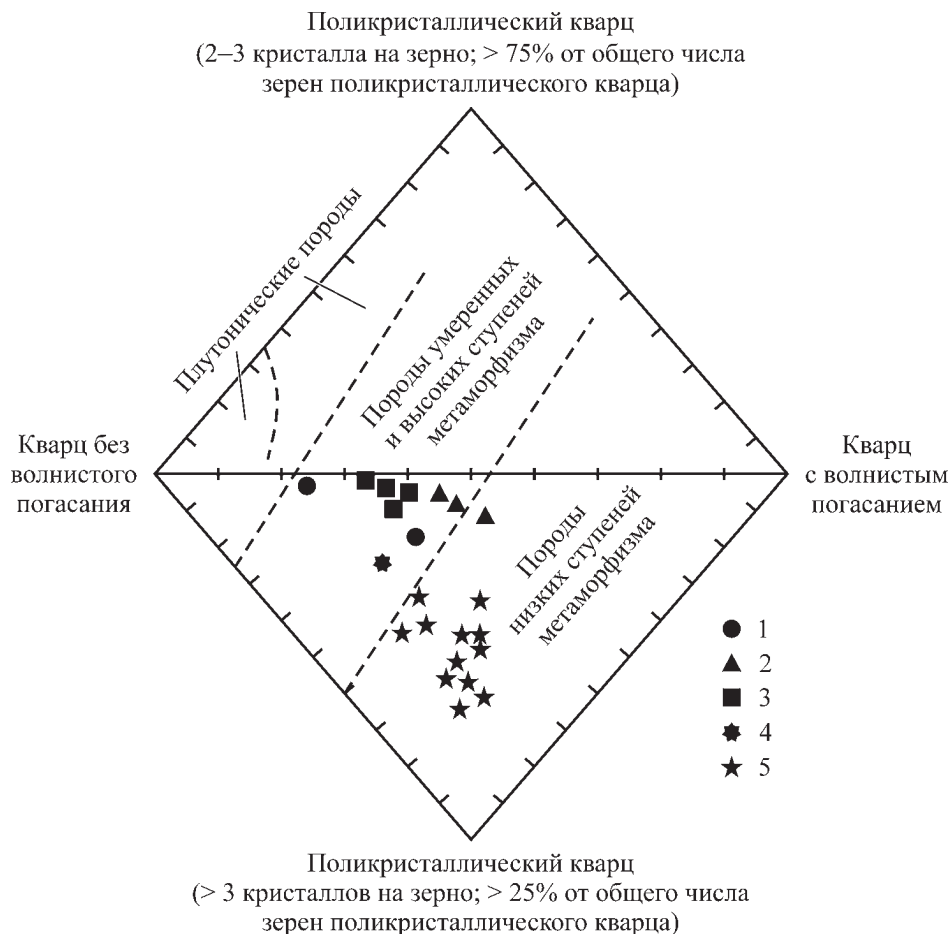 Поликристаллический кварц
(2–3 кристалла на зерно; > 75% от общего числа
зерен поликристаллического кварца)
Плутонические породы
Породы умеренных
и высоких ступеней
метаморфизма
Кварц без
волнистого
погасания
Кварц
с волнистым
погасанием
Породы
низких ступеней
метаморфизма
1
2
3
4
5
Поликристаллический кварц
(> 3 кристаллов на зерно; > 25% от общего числа
зерен поликристаллического кварца)